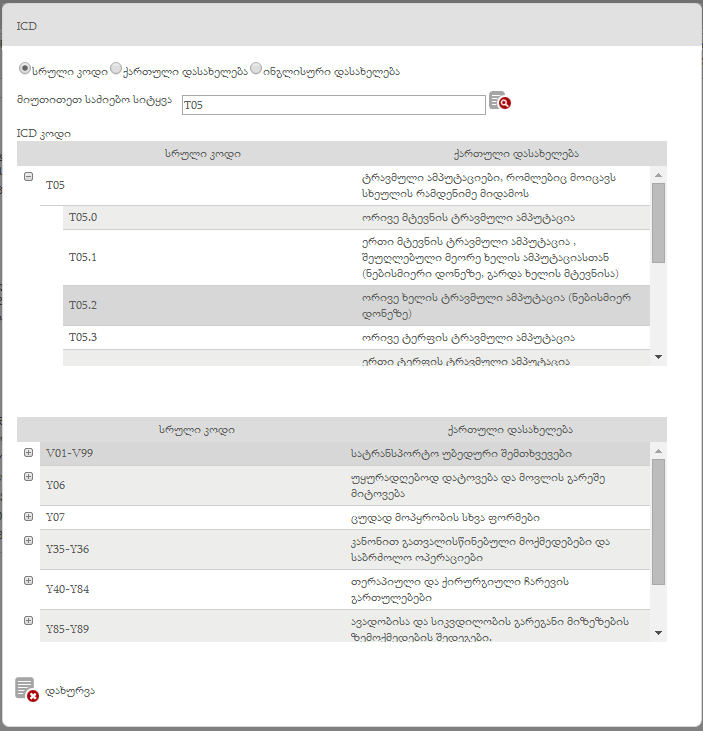 ICD
სრული კოდი ქართული დასახელება ინგლისური დასახელება
მიუთითეთ საძიებო სიტყვა T05
ICD კოდი
სრული კოდი ქართული დასახელება
T05 ტრავმული ამპუტაციები, რომლებიც მოიცავს
სხეულის რამდენიმე მიდამოს
T05.0 ორივე მტევნის ტრავმული ამპუტაცია
ერთი მტევნის ტრავმული ამპუტაცია ,
T05.1 შეუღლებული მეორე ხელის ამპუტაციასთან
(ნებისმიერი დონეზე, გარდა ხელის მტევნისა)
T05.2 ორივე ხელის ტრავმული ამპუტაცია (ნებისმიერ
დონეზე)
T05.3 ორივე ტერფის ტრავმული ამპუტაცია
ერთი ტერფის ტრავმული ამპუტაცია
სრული კოდი ქართული დასახელება
V01-V99 სატრანსპორტო უბედური შემთხვევები
Y06 უყურადღებოდ დატოვება და მოვლის გარეშე
მიტოვება
Y07 ცუდად მოპყრობის სხვა ფორმები
Y35-Y36 კანონით გათვალისწინებული მოქმედებები და
საბრძოლო ოპერაციები
Y40-Y84 თერაპიული და ქირურგიული ჩარევის
გართულებები
Y85-Y89 ავადობისა და სიკვდილობის გარეგანი მიზეზების
ზემოქმედების შედეგები.
დახურვა